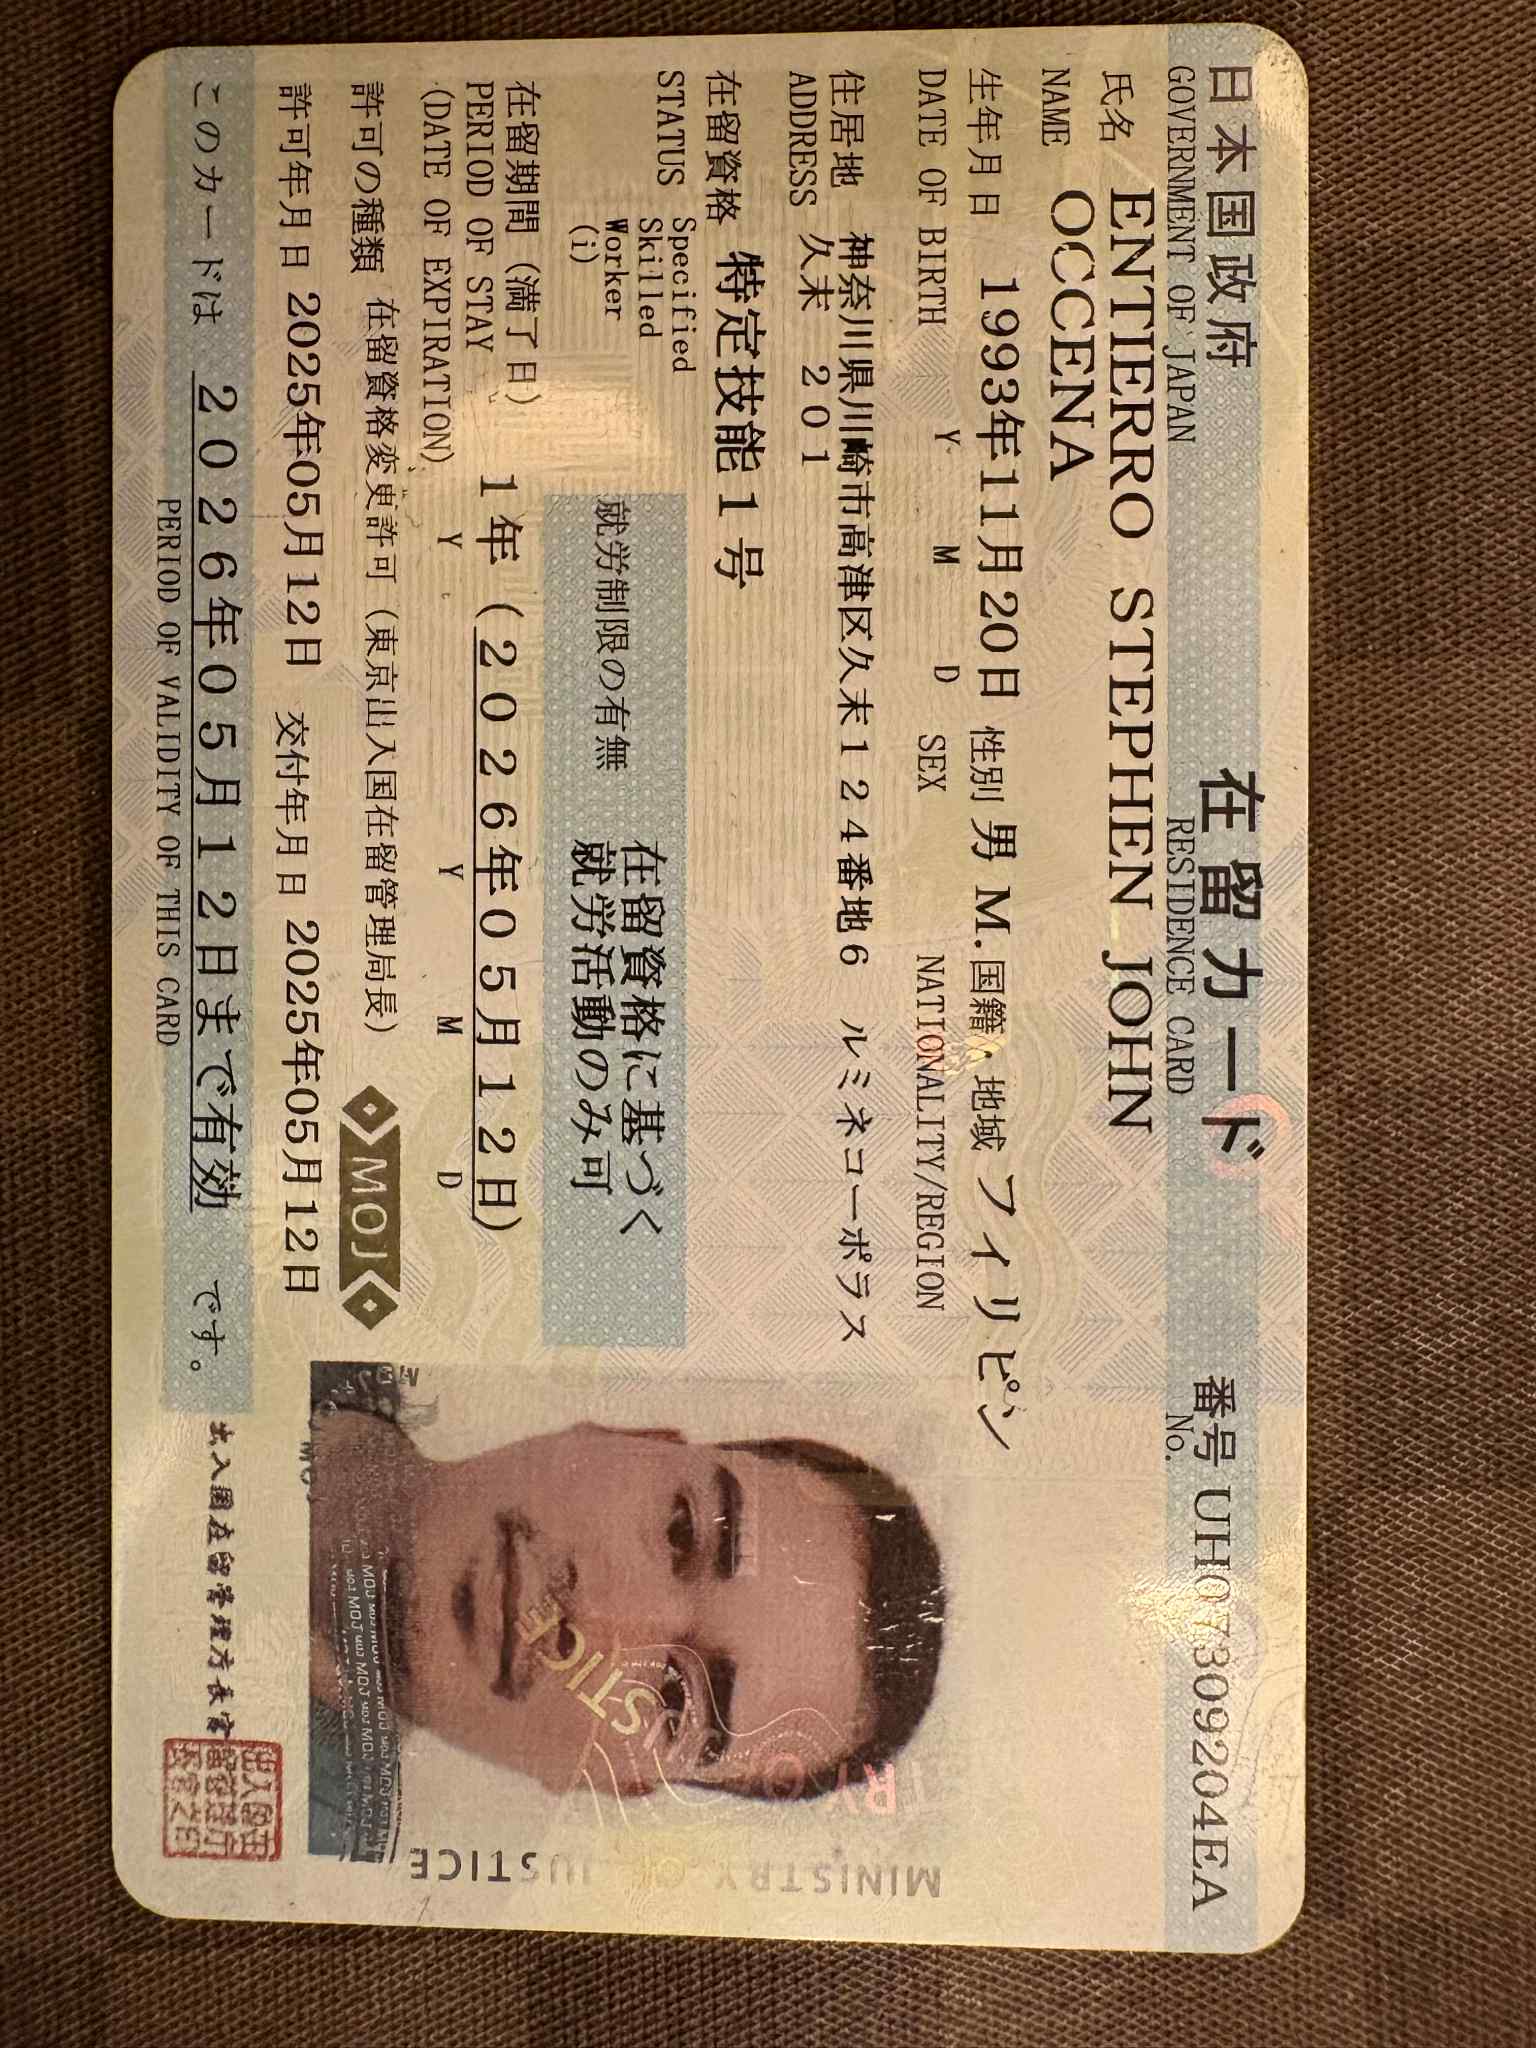 日本国政府 在留カード 番号 UH07309204EA
GOVERNMENT OF JAPAN RESIDENCE CARD No.
氏名 ENTIERRO STEPHEN JOHN
NAME OCCENA
生年月日 1993年11月20日 性別 男 M. 国籍・地域 フィリピン
DATE OF BIRTH Y M D SEX NATIONALITY/REGION
住居地 神奈川県川崎市高津区久末124番地6 ルミネコーポラス
ADDRESS 久末 201
在留資格 特定技能1号
STATUS Specified
Skilled
Worker
(i)
就労制限の有無 在留資格に基づく
就労活動のみ可
在留期間(満了日) 1年(2026年05月12日)
PERIOD OF STAY
(DATE OF EXPIRATION) Y Y M D
許可の種類 在留資格変更許可(東京出入国在留管理局長)
MOJ
許可年月日 2025年05月12日 交付年月日 2025年05月12日
このカードは 2026年05月12日まで有効 です。
PERIOD OF VALIDITY OF THIS CARD
出入国在留管理庁長官
MINISTRY OF JUSTICE